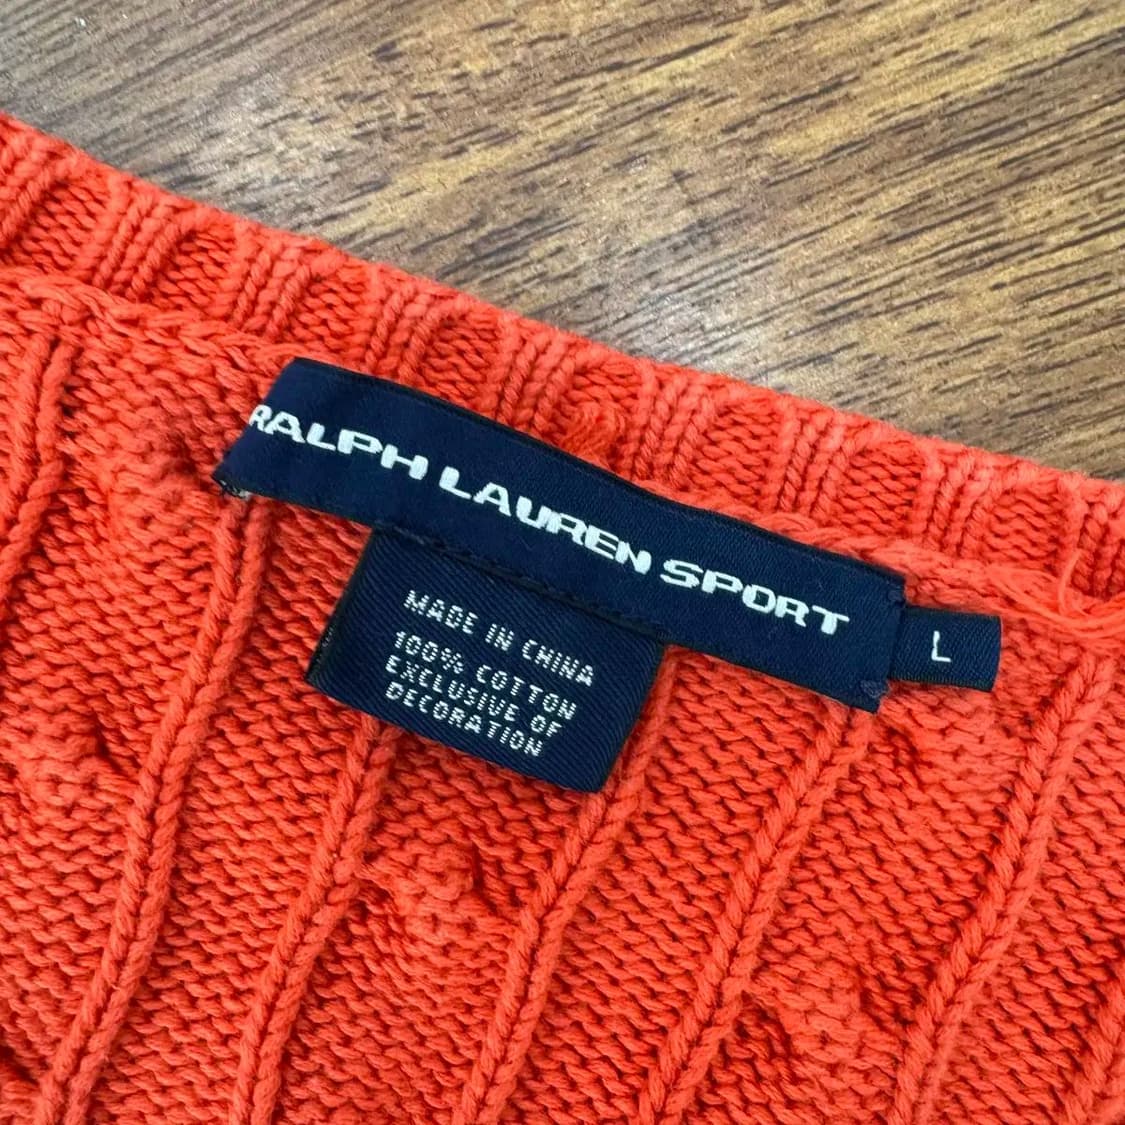 RALPH LAUREN SPORT
L
MADE IN CHINA
100% COTTON
EXCLUSIVE OF
DECORATION